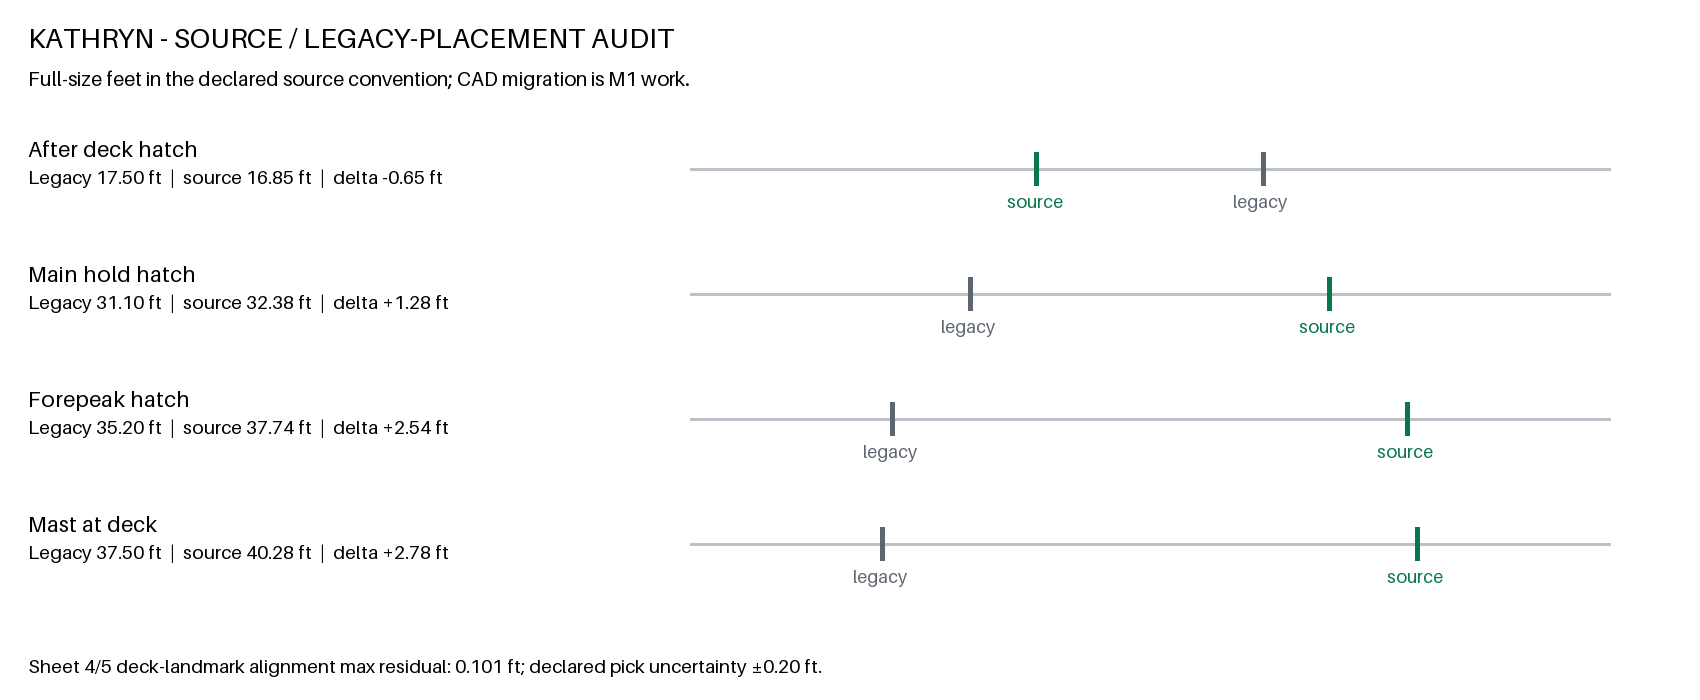 KATHRYN - SOURCE / LEGACY-PLACEMENT AUDIT
Full-size feet in the declared source convention; CAD migration is M1 work.
After deck hatch
Legacy 17.50 ft | source 16.85 ft | delta -0.65 ft
source
legacy
Main hold hatch
Legacy 31.10 ft | source 32.38 ft | delta +1.28 ft
legacy
source
Forepeak hatch
Legacy 35.20 ft | source 37.74 ft | delta +2.54 ft
legacy
source
Mast at deck
Legacy 37.50 ft | source 40.28 ft | delta +2.78 ft
legacy
source
Sheet 4/5 deck-landmark alignment max residual: 0.101 ft; declared pick uncertainty ±0.20 ft.